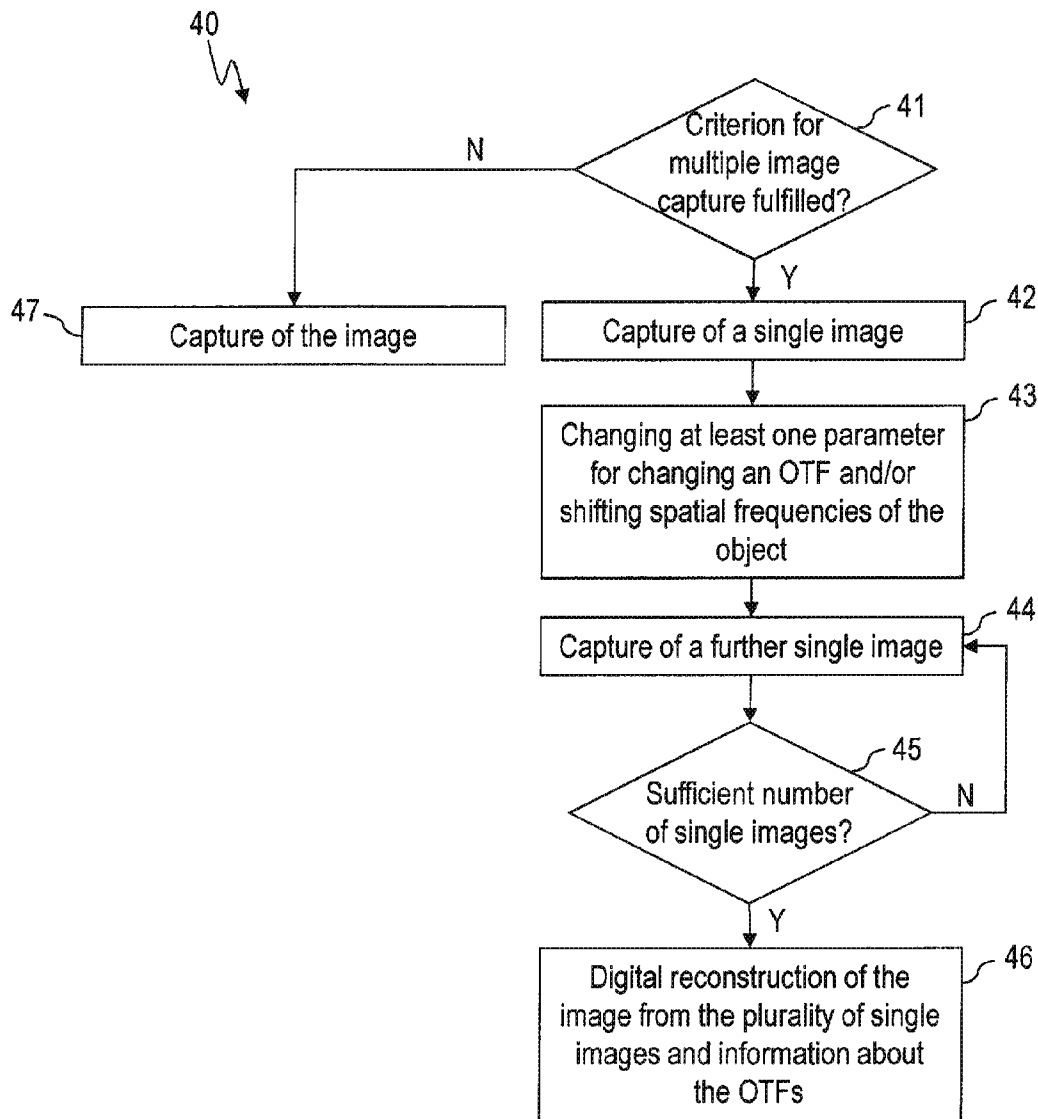 40
41
Criterion for
multiple image
capture fulfilled?
N
Y
47
Capture of the image
42
Capture of a single image
43
Changing at least one parameter
for changing an OTF and/or
shifting spatial frequencies of the
object
44
Capture of a further single image
45
Sufficient number
of single images?
N
Y
46
Digital reconstruction of the
image from the plurality of single
images and information about
the OTFs